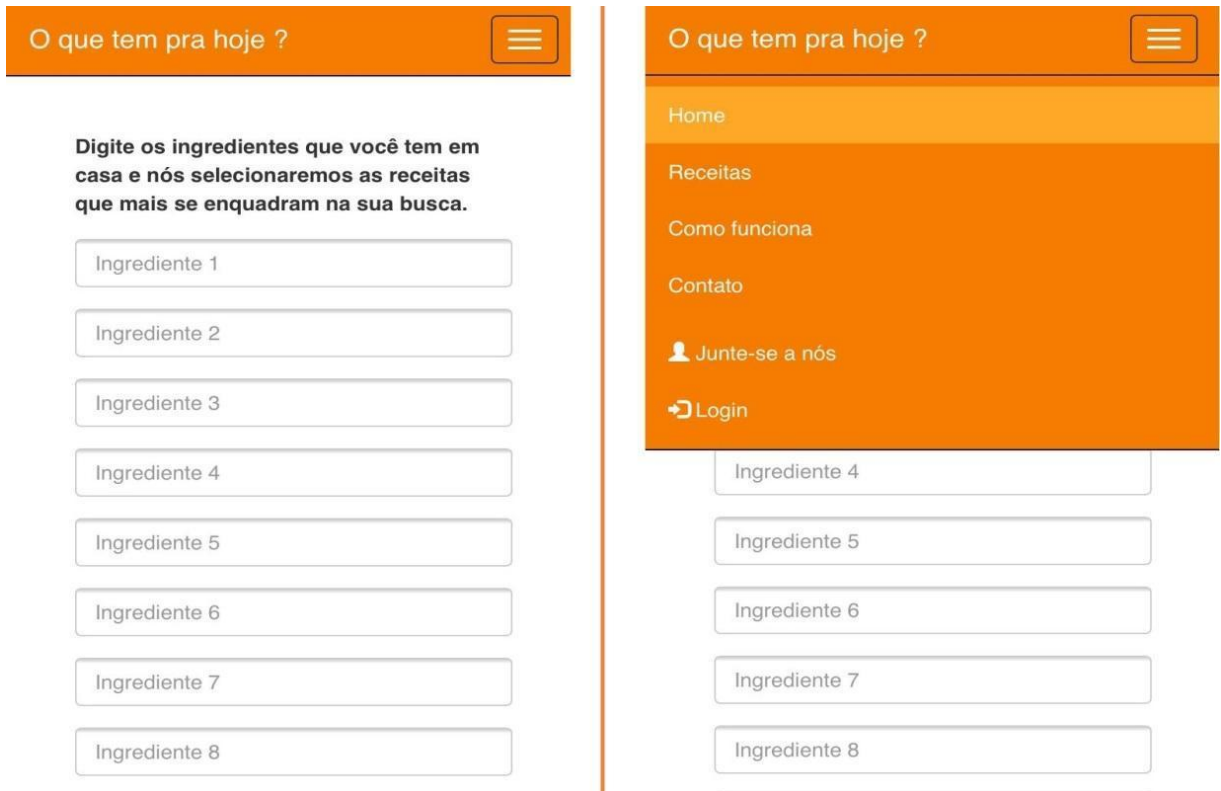 O que tem pra hoje ?
Digite os ingredientes que você tem em
casa e nós selecionaremos as receitas
que mais se enquadram na sua busca.
Ingrediente 1
Ingrediente 2
Ingrediente 3
Ingrediente 4
Ingrediente 5
Ingrediente 6
Ingrediente 7
Ingrediente 8
O que tem pra hoje ?
Home
Receitas
Como funciona
Contato
Junte-se a nós
Login
Ingrediente 4
Ingrediente 5
Ingrediente 6
Ingrediente 7
Ingrediente 8